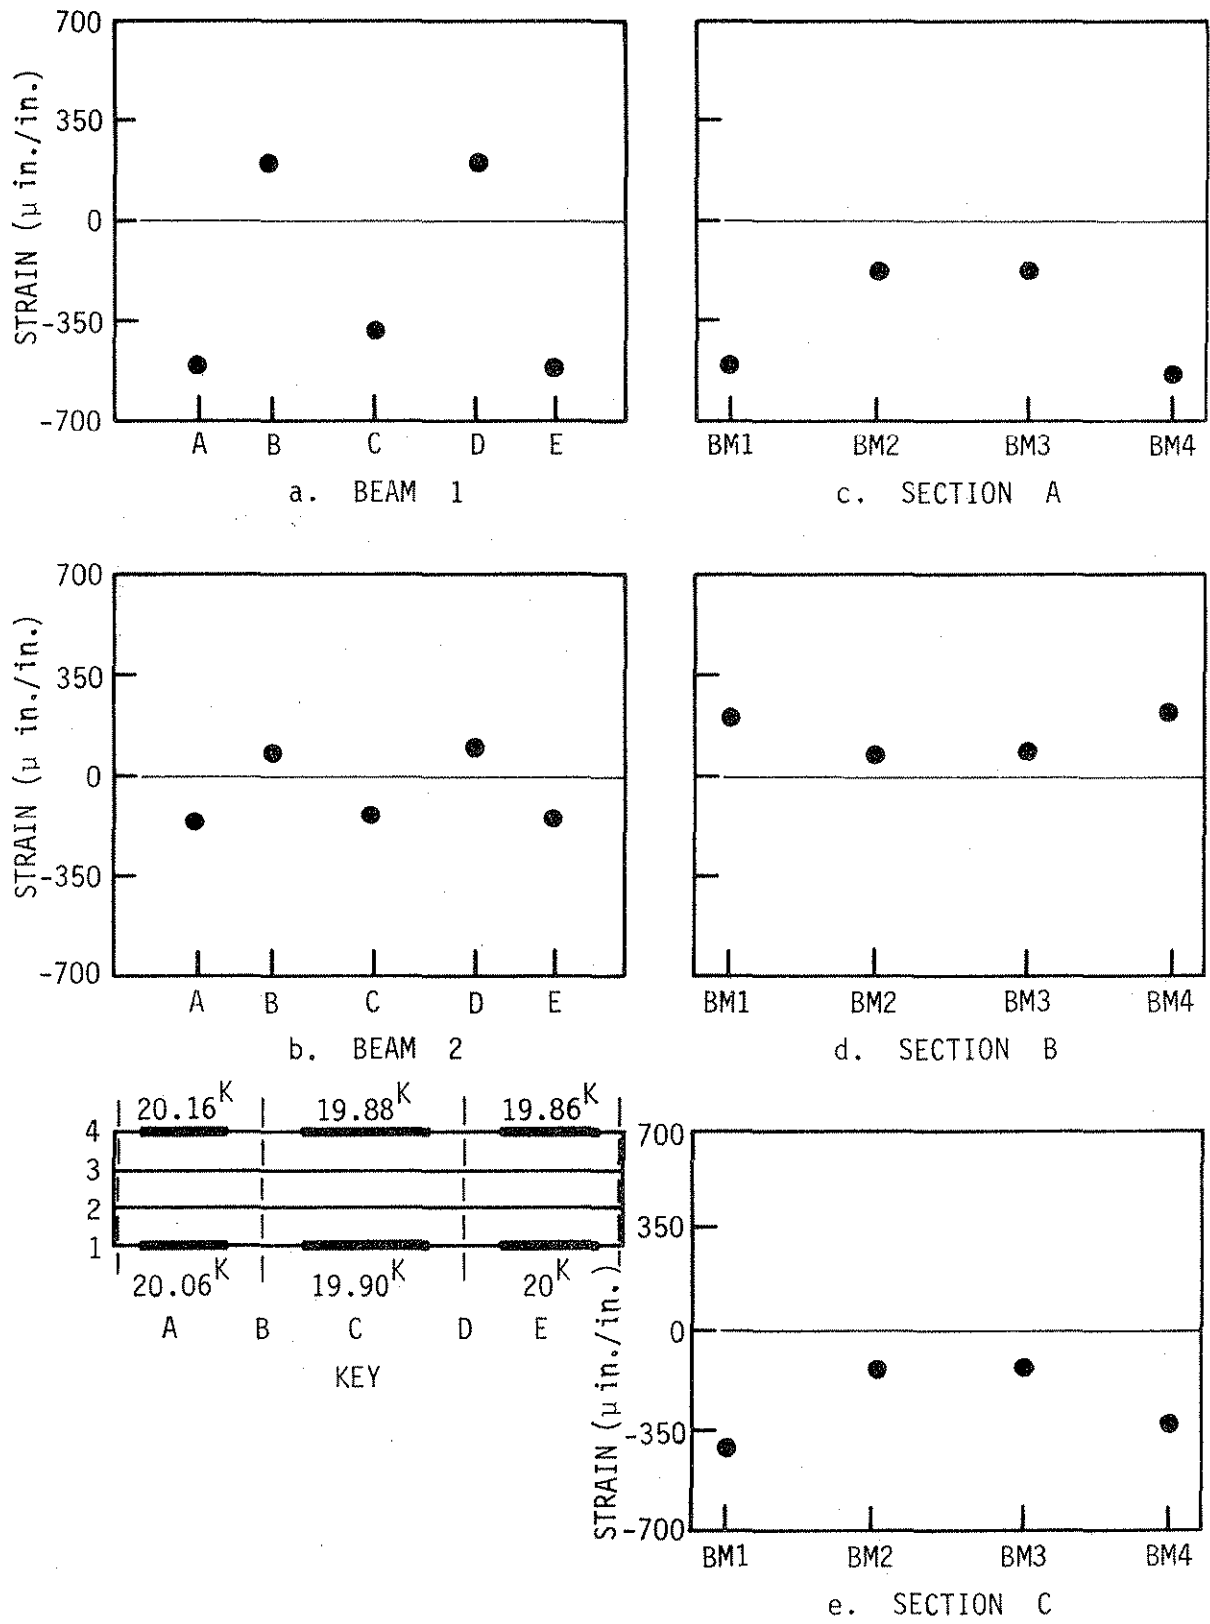 700
350
0
-350
-700
STRAIN (μ in./in.)
A B C D E
a. BEAM 1
BM1 BM2 BM3 BM4
c. SECTION A
700
350
0
-350
-700
STRAIN (μ in./in.)
A B C D E
b. BEAM 2
BM1 BM2 BM3 BM4
d. SECTION B
20.16K 19.88K 19.86K
4
3
2
1
20.06K 19.90K 20K
A B C D E
KEY
700
350
0
-350
-700
STRAIN (μ in./in.)
BM1 BM2 BM3 BM4
e. SECTION C